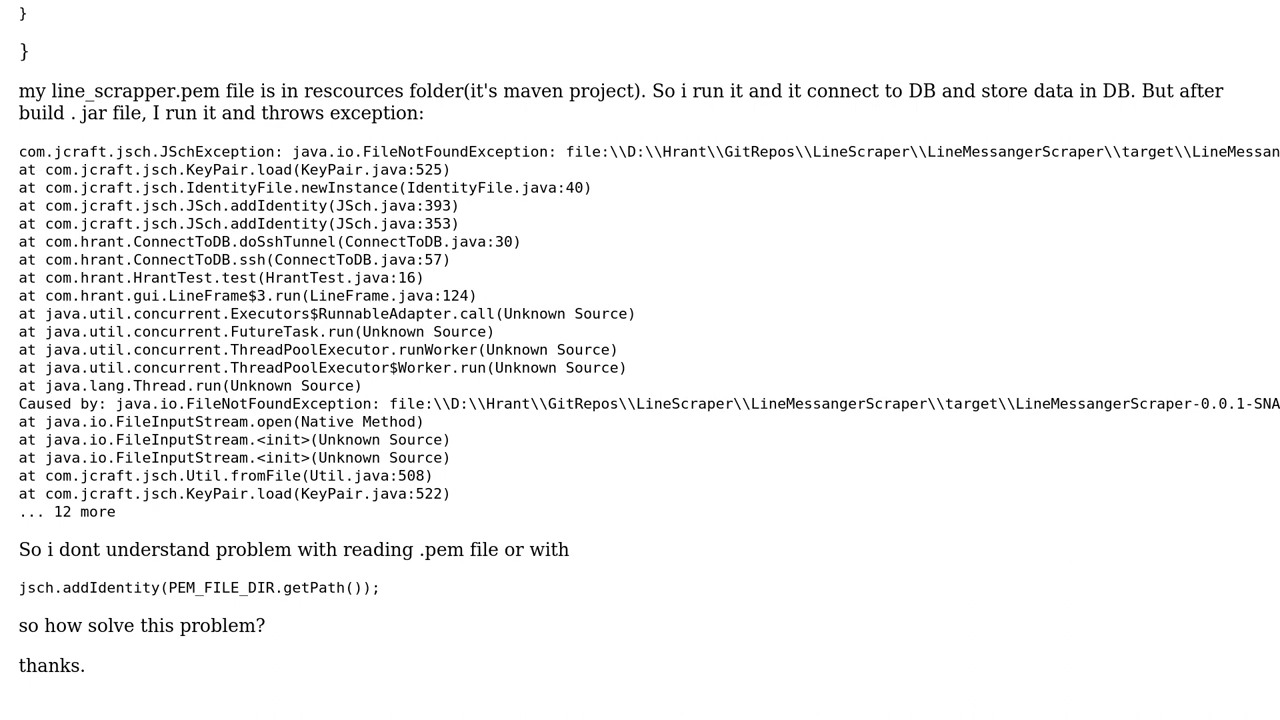 }
}
my line_scrapper.pem file is in rescources folder(it's maven project). So i run it and it connect to DB and store data in DB. But after
build . jar file, I run it and throws exception:
com.jcraft.jsch.JSchException: java.io.FileNotFoundException: file:\\D:\\Hrant\\GitRepos\\LineScraper\\LineMessangerScraper\\target\\LineMessan
at com.jcraft.jsch.KeyPair.load(KeyPair.java:525)
at com.jcraft.jsch.IdentityFile.newInstance(IdentityFile.java:40)
at com.jcraft.jsch.JSch.addIdentity(JSch.java:393)
at com.jcraft.jsch.JSch.addIdentity(JSch.java:353)
at com.hrant.ConnectToDB.doSshTunnel(ConnectToDB.java:30)
at com.hrant.ConnectToDB.ssh(ConnectToDB.java:57)
at com.hrant.HrantTest.test(HrantTest.java:16)
at com.hrant.gui.LineFrame$3.run(LineFrame.java:124)
at java.util.concurrent.Executors$RunnableAdapter.call(Unknown Source)
at java.util.concurrent.FutureTask.run(Unknown Source)
at java.util.concurrent.ThreadPoolExecutor.runWorker(Unknown Source)
at java.util.concurrent.ThreadPoolExecutor$Worker.run(Unknown Source)
at java.lang.Thread.run(Unknown Source)
Caused by: java.io.FileNotFoundException: file:\\D:\\Hrant\\GitRepos\\LineScraper\\LineMessangerScraper\\target\\LineMessangerScraper-0.0.1-SNA
at java.io.FileInputStream.open(Native Method)
at java.io.FileInputStream.<init>(Unknown Source)
at java.io.FileInputStream.<init>(Unknown Source)
at com.jcraft.jsch.Util.fromFile(Util.java:508)
at com.jcraft.jsch.KeyPair.load(KeyPair.java:522)
... 12 more
So i dont understand problem with reading .pem file or with
jsch.addIdentity(PEM_FILE_DIR.getPath());
so how solve this problem?
thanks.